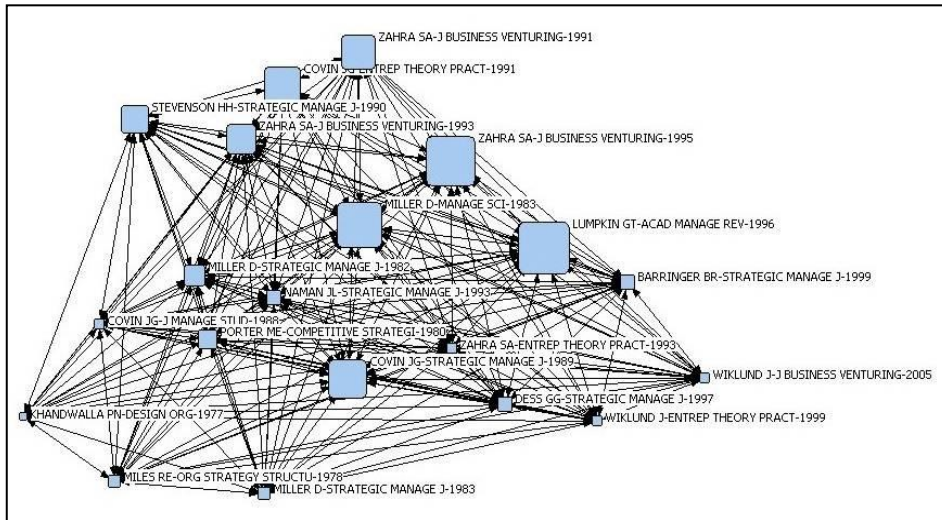 ZAHRA SA-J BUSINESS VENTURING-1991
COVIN JG-ENTREP THEORY PRACT-1991
STEVENSON HH-STRATEGIC MANAGE J-1990
ZAHRA SA-J BUSINESS VENTURING-1993
ZAHRA SA-J BUSINESS VENTURING-1995
MILLER D-MANAGE SCI-1983
LUMPKIN GT-ACAD MANAGE REV-1996
MILLER D-STRATEGIC MANAGE J-1982
BARRINGER BR-STRATEGIC MANAGE J-1999
NAMAN JL-STRATEGIC MANAGE J-1993
COVIN JG-J MANAGE STUD-1988
PORTER ME-COMPETITIVE STRATEGI-1980
ZAHRA SA-ENTREP THEORY PRACT-1993
COVIN JG-STRATEGIC MANAGE J-1989
WIKLUND J-J BUSINESS VENTURING-2005
DESS GG-STRATEGIC MANAGE J-1997
KHANDWALLA PN-DESIGN ORG-1977
WIKLUND J-ENTREP THEORY PRACT-1999
MILES RE-ORG STRATEGY STRUCTU-1978
MILLER D-STRATEGIC MANAGE J-1983